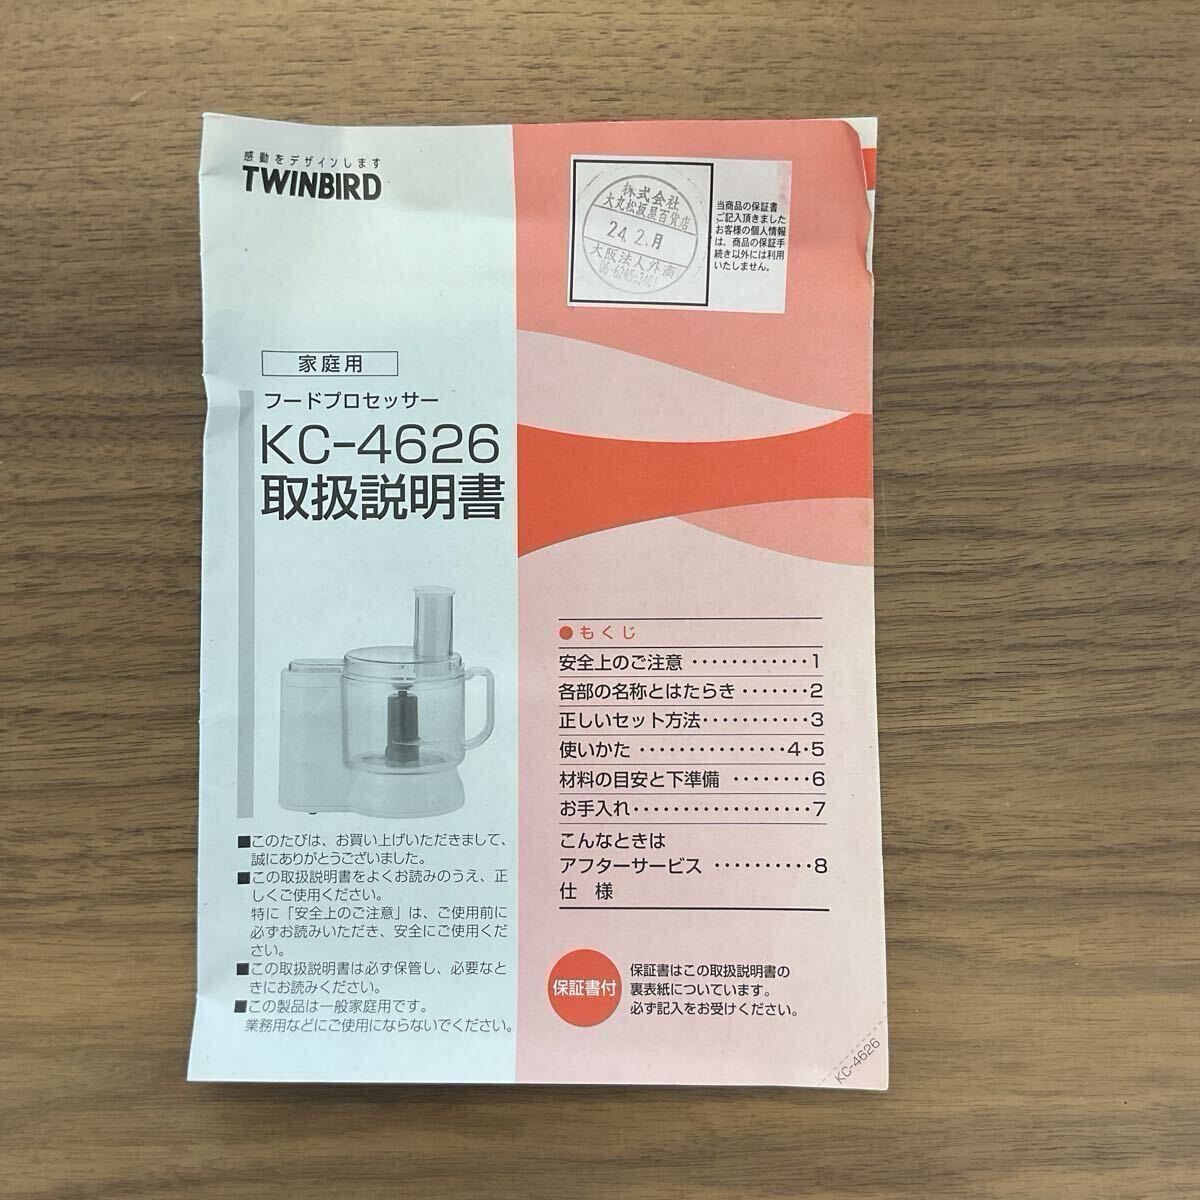 感動をデザインします
TWINBIRD
株式会社
大丸松坂屋百貨店
24.2.月
大阪法人外商
06-6245-3401
当商品の保証書
ご記入頂きました
お客様の個人情報
は、商品の保証手
続き以外には利用
いたしません。
家庭用
フードプロセッサー
KC-4626
取扱説明書
■このたびは、お買い上げいただきまして、
誠にありがとうございました。
■この取扱説明書をよくお読みのうえ、正
しくご使用ください。
特に「安全上のご注意」は、ご使用前に
必ずお読みいただき、安全にご使用くだ
さい。
■この取扱説明書は必ず保管し、必要なと
きにお読みください。
■この製品は一般家庭用です。
業務用などにご使用にならないでください。
●もくじ
安全上のご注意 ・・・・・・・・・・・・1
各部の名称とはたらき ・・・・・・・2
正しいセット方法・・・・・・・・・・・3
使いかた ・・・・・・・・・・・・・・・4・5
材料の目安と下準備 ・・・・・・・・6
お手入れ・・・・・・・・・・・・・・・・・・7
こんなときは
アフターサービス ・・・・・・・・・・8
仕 様
保証書付
保証書はこの取扱説明書の
裏表紙についています。
必ず記入をお受けください。
KC-4626